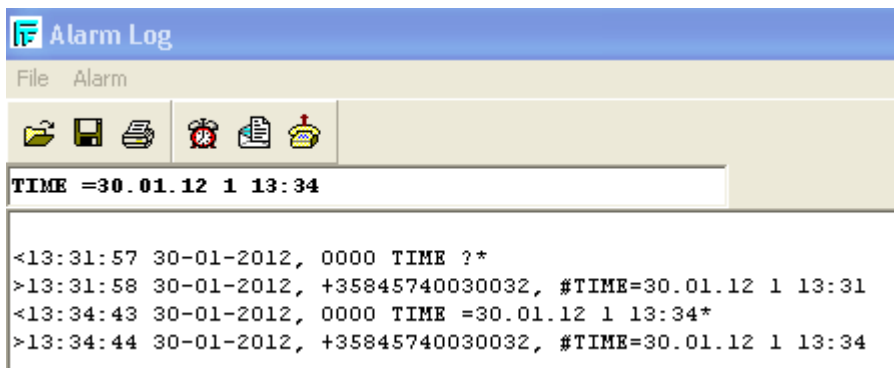 Alarm Log
File Alarm
TIME =30.01.12 1 13:34
<13:31:57 30-01-2012, 0000 TIME ?*
>13:31:58 30-01-2012, +35845740030032, #TIME=30.01.12 1 13:31
<13:34:43 30-01-2012, 0000 TIME =30.01.12 1 13:34*
>13:34:44 30-01-2012, +35845740030032, #TIME=30.01.12 1 13:34